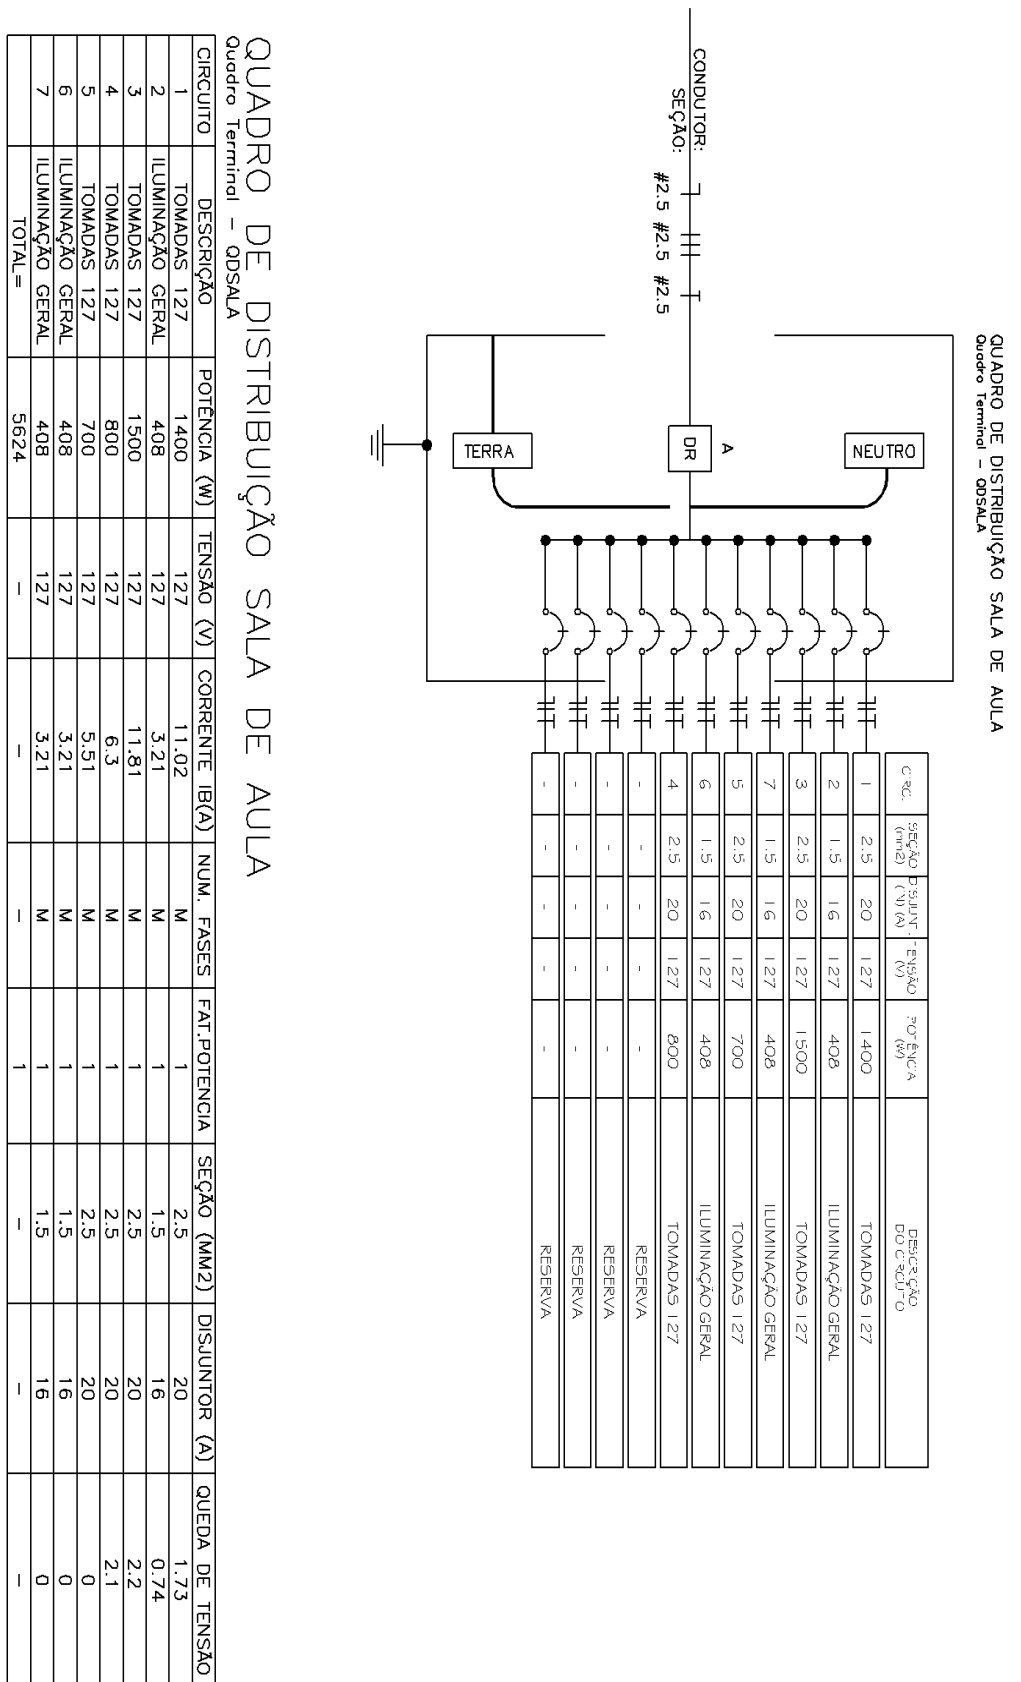 QUADRO DE DISTRIBUIÇÃO SALA DE AULA
Quadro Terminal - QDSALA
CONDUTOR:
SEÇÃO: #2.5 #2.5 #2.5
NEUTRO
A
DR
TERRA
CIRC. SEÇÃO (mm2) DISJUNT. (IN) (A) TENSÃO (V) POTÊNCIA (W) DESCRIÇÃO DO CIRCUITO
1 2.5 20 127 1400 TOMADAS 127
2 1.5 16 127 408 ILUMINAÇÃO GERAL
3 2.5 20 127 1500 TOMADAS 127
7 1.5 16 127 408 ILUMINAÇÃO GERAL
5 2.5 20 127 700 TOMADAS 127
6 1.5 16 127 408 ILUMINAÇÃO GERAL
4 2.5 20 127 800 TOMADAS 127
- - - - - RESERVA
- - - - - RESERVA
- - - - - RESERVA
- - - - - RESERVA
QUADRO DE DISTRIBUIÇÃO SALA DE AULA
Quadro Terminal - QDSALA
CIRCUITO DESCRIÇÃO POTÊNCIA (W) TENSÃO (V) CORRENTE IB(A) NUM. FASES FAT.POTENCIA SEÇÃO (MM2) DISJUNTOR (A) QUEDA DE TENSÃO
1 TOMADAS 127 1400 127 11.02 M 1 2.5 20 1.73
2 ILUMINAÇÃO GERAL 408 127 3.21 M 1 1.5 16 0.74
3 TOMADAS 127 1500 127 11.81 M 1 2.5 20 2.2
4 TOMADAS 127 800 127 6.3 M 1 2.5 20 2.1
5 TOMADAS 127 700 127 5.51 M 1 2.5 20 0
6 ILUMINAÇÃO GERAL 408 127 3.21 M 1 1.5 16 0
7 ILUMINAÇÃO GERAL 408 127 3.21 M 1 1.5 16 0
TOTAL= 5624 - - - 1 - - -